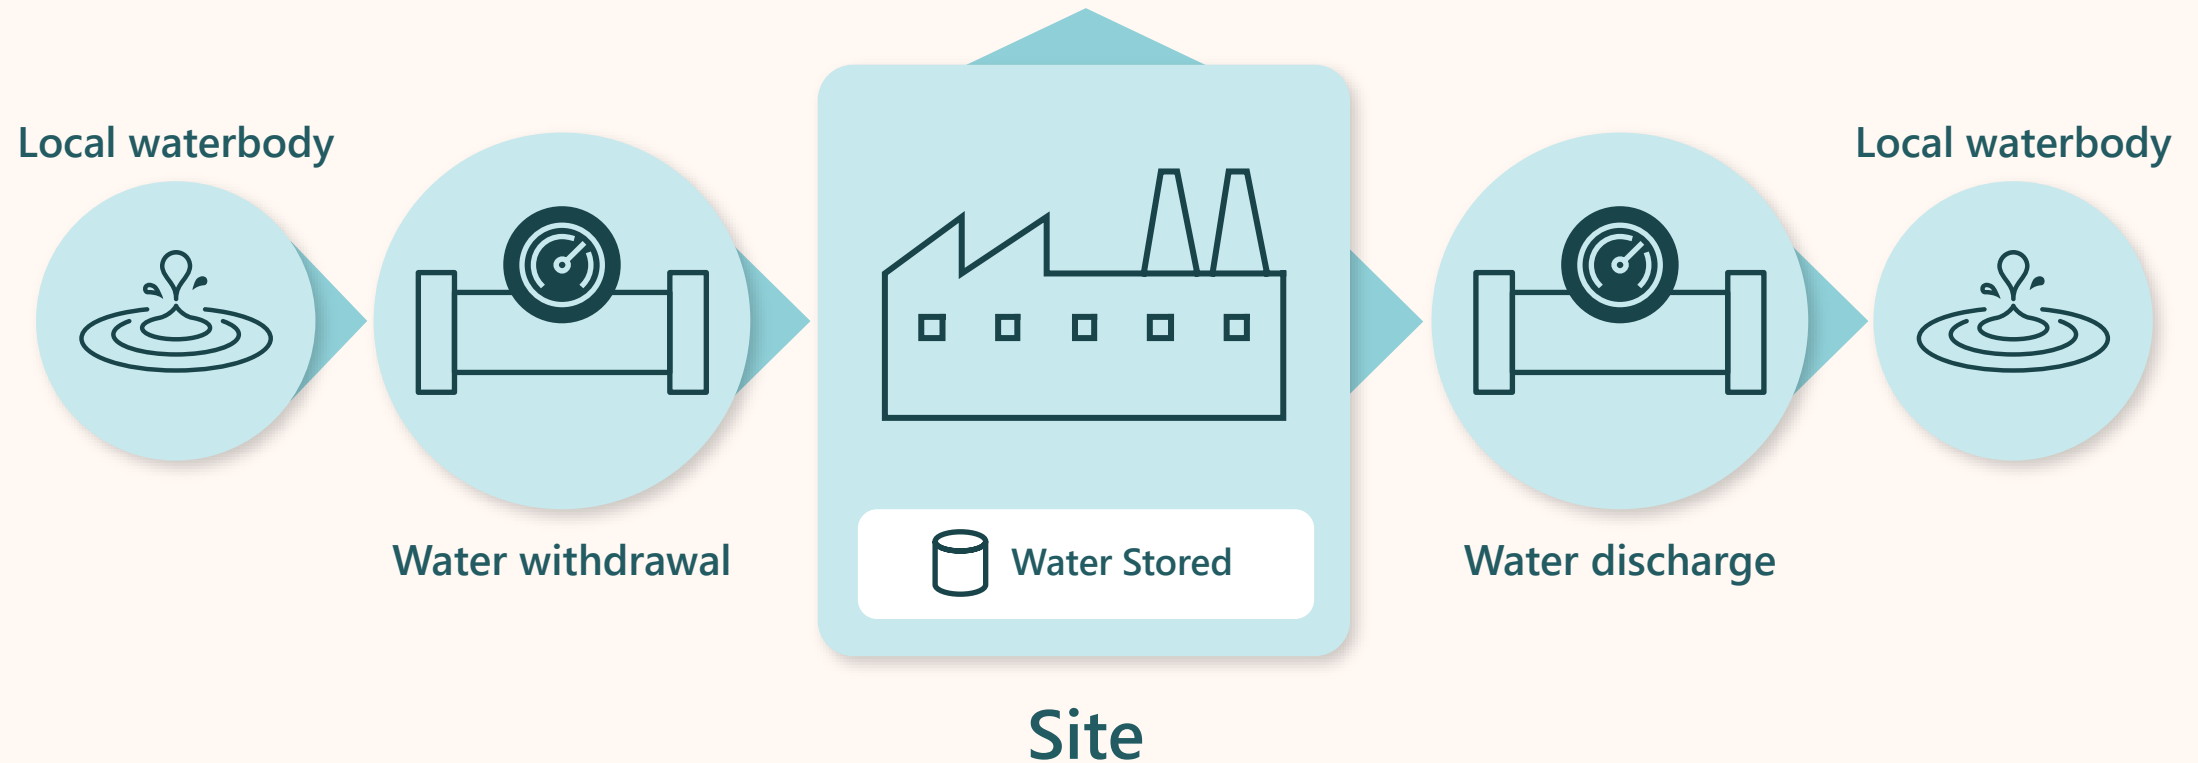 Local waterbody
Water withdrawal
Water Stored
Site
Water discharge
Local waterbody